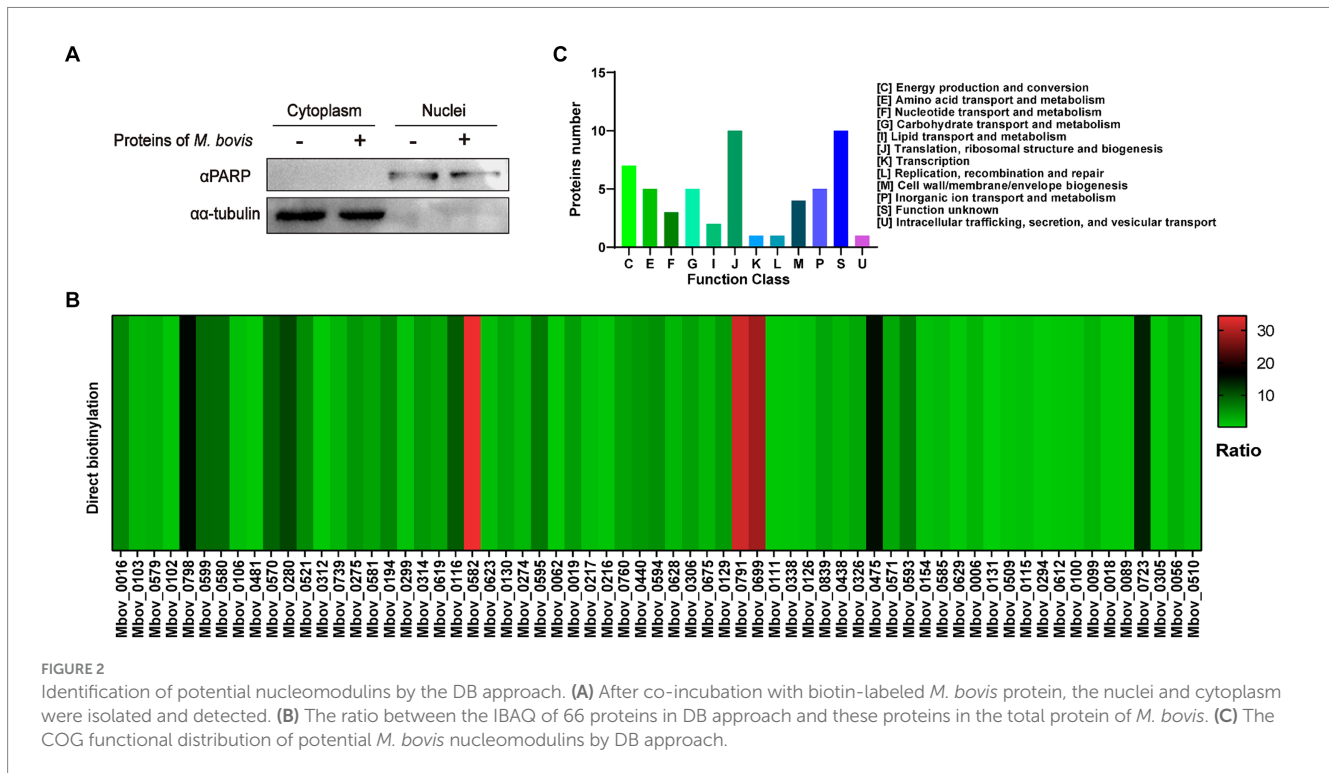 A
Cytoplasm Nuclei
Proteins of M. bovis - + - +
αPARP
αα-tubulin
C
15
10
5
0
Proteins number
C E F G I J K L M P S U
Function Class
[C] Energy production and conversion
[E] Amino acid transport and metabolism
[F] Nucleotide transport and metabolism
[G] Carbohydrate transport and metabolism
[I] Lipid transport and metabolism
[J] Translation, ribosomal structure and biogenesis
[K] Transcription
[L] Replication, recombination and repair
[M] Cell wall/membrane/envelope biogenesis
[P] Inorganic ion transport and metabolism
[S] Function unknown
[U] Intracellular trafficking, secretion, and vesicular transport
B
Direct biotinylation
Mbov_0016
Mbov_0103
Mbov_0579
Mbov_0102
Mbov_0798
Mbov_0599
Mbov_0580
Mbov_0106
Mbov_0481
Mbov_0570
Mbov_0280
Mbov_0521
Mbov_0312
Mbov_0739
Mbov_0275
Mbov_0581
Mbov_0194
Mbov_0299
Mbov_0314
Mbov_0619
Mbov_0116
Mbov_0582
Mbov_0623
Mbov_0130
Mbov_0274
Mbov_0595
Mbov_0062
Mbov_0019
Mbov_0217
Mbov_0216
Mbov_0760
Mbov_0440
Mbov_0594
Mbov_0628
Mbov_0306
Mbov_0675
Mbov_0129
Mbov_0791
Mbov_0699
Mbov_0111
Mbov_0338
Mbov_0126
Mbov_0839
Mbov_0438
Mbov_0326
Mbov_0475
Mbov_0571
Mbov_0593
Mbov_0154
Mbov_0585
Mbov_0629
Mbov_0006
Mbov_0131
Mbov_0509
Mbov_0115
Mbov_0294
Mbov_0612
Mbov_0100
Mbov_0099
Mbov_0018
Mbov_0089
Mbov_0723
Mbov_0305
Mbov_0056
Mbov_0510
30
20
10
Ratio
FIGURE 2
Identification of potential nucleomodulins by the DB approach. (A) After co-incubation with biotin-labeled M. bovis protein, the nuclei and cytoplasm
were isolated and detected. (B) The ratio between the IBAQ of 66 proteins in DB approach and these proteins in the total protein of M. bovis. (C) The
COG functional distribution of potential M. bovis nucleomodulins by DB approach.